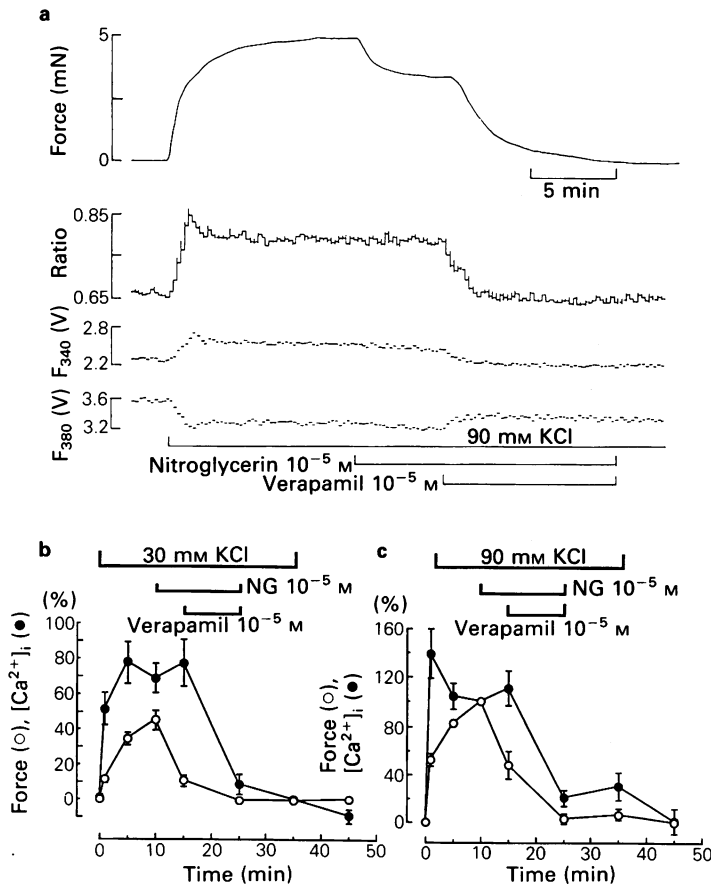 a
5
Force (mN)
0
5 min
0.85
Ratio
0.65
2.8
F340 (V)
2.2
3.6
F380 (V)
3.2
90 mM KCl
Nitroglycerin 10⁻⁵ M
Verapamil 10⁻⁵ M
b
30 mM KCl
NG 10⁻⁵ M
(%)
Verapamil 10⁻⁵ M
100
80
60
40
20
0
Force (○), [Ca²⁺]i (●)
0 10 20 30 40 50
Time (min)
c
90 mM KCl
NG 10⁻⁵ M
(%)
Verapamil 10⁻⁵ M
160
120
80
40
0
Force (○),
[Ca²⁺]i (●)
0 10 20 30 40 50
Time (min)